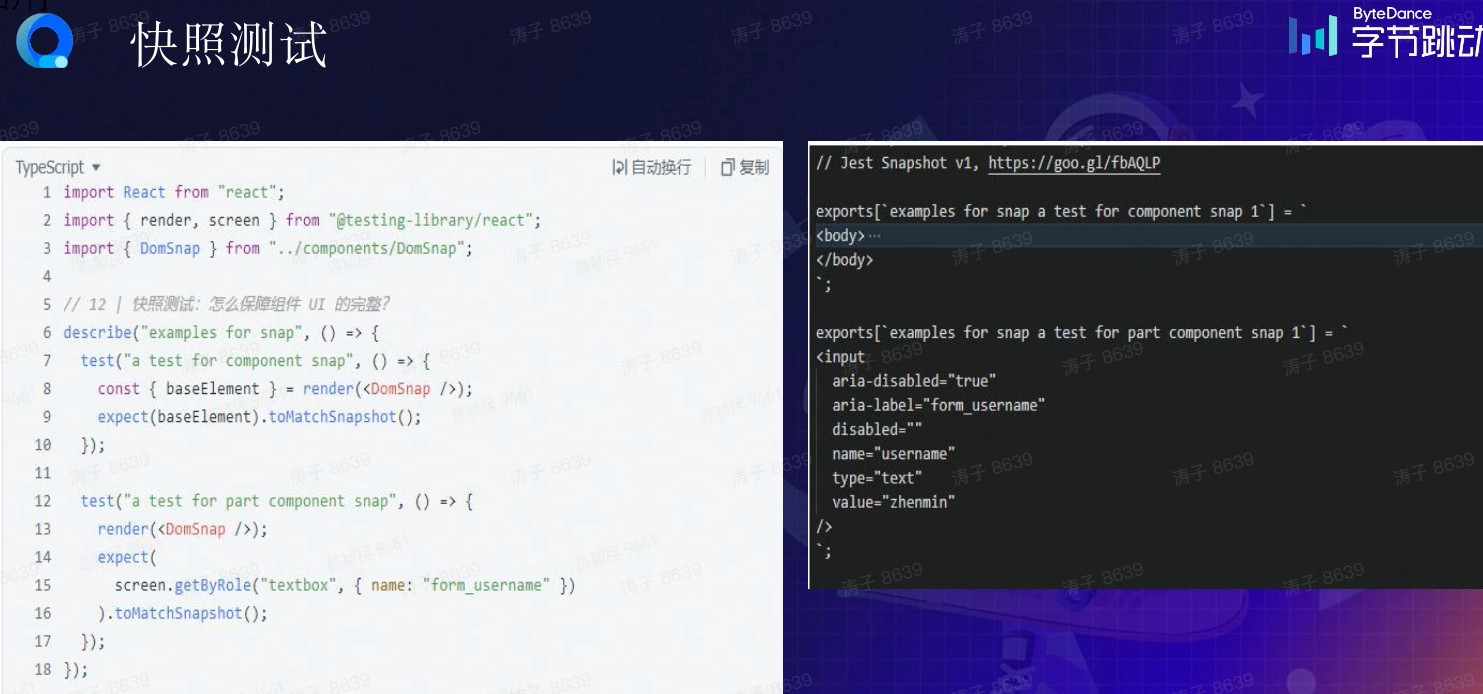 快照测试
ByteDance
字节跳动
TypeScript
自动换行
复制
1 import React from "react";
2 import { render, screen } from "@testing-library/react";
3 import { DomSnap } from "../components/DomSnap";
4
5 // 12 | 快照测试：怎么保障组件 UI 的完整？
6 describe("examples for snap", () => {
7 test("a test for component snap", () => {
8 const { baseElement } = render(<DomSnap />);
9 expect(baseElement).toMatchSnapshot();
10 });
11
12 test("a test for part component snap", () => {
13 render(<DomSnap />);
14 expect(
15 screen.getByRole("textbox", { name: "form_username" })
16 ).toMatchSnapshot();
17 });
18 });
// Jest Snapshot v1, https://goo.gl/fbAQLP
exports[`examples for snap a test for component snap 1`] = `
<body>···
</body>
`;
exports[`examples for snap a test for part component snap 1`] = `
<input
aria-disabled="true"
aria-label="form_username"
disabled=""
name="username"
type="text"
value="zhenmin"
/>
`;
涛子 8639